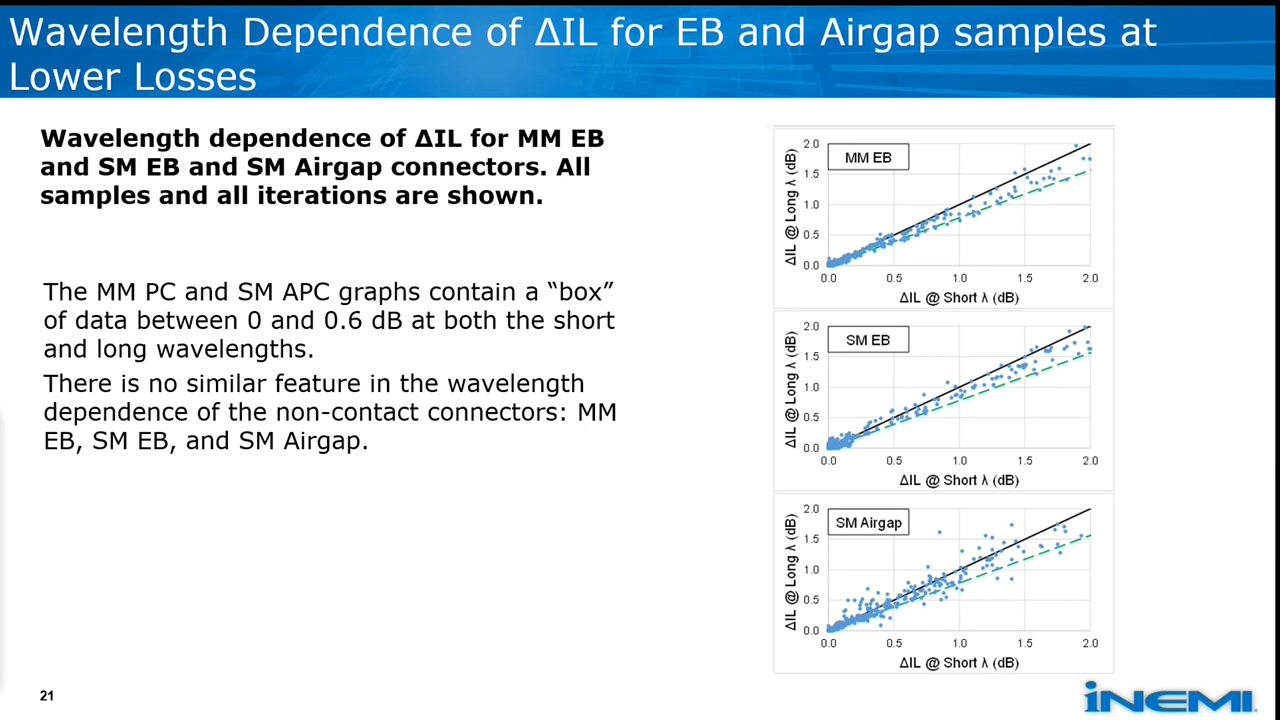 Wavelength Dependence of ΔIL for EB and Airgap samples at
Lower Losses
Wavelength dependence of ΔIL for MM EB
and SM EB and SM Airgap connectors. All
samples and all iterations are shown.
The MM PC and SM APC graphs contain a “box”
of data between 0 and 0.6 dB at both the short
and long wavelengths.
There is no similar feature in the wavelength
dependence of the non-contact connectors: MM
EB, SM EB, and SM Airgap.
MM EB
ΔIL @ Long λ (dB)
2.0
1.5
1.0
0.5
0.0
0.0 0.5 1.0 1.5 2.0
ΔIL @ Short λ (dB)
SM EB
ΔIL @ Long λ (dB)
2.0
1.5
1.0
0.5
0.0
0.0 0.5 1.0 1.5 2.0
ΔIL @ Short λ (dB)
SM Airgap
ΔIL @ Long λ (dB)
2.0
1.5
1.0
0.5
0.0
0.0 0.5 1.0 1.5 2.0
ΔIL @ Short λ (dB)
21
iNEMI